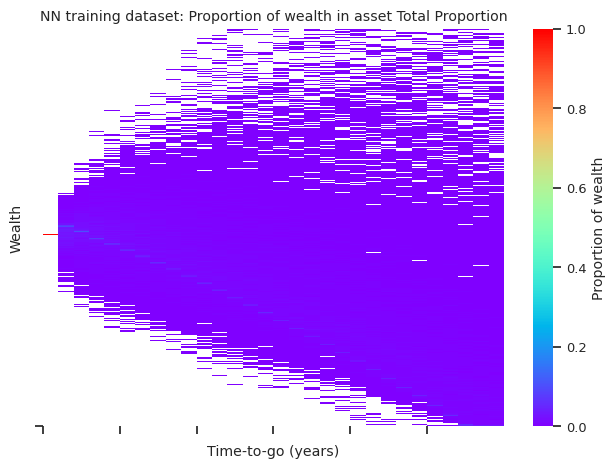 NN training dataset: Proportion of wealth in asset Total Proportion
Wealth
Time-to-go (years)
1.0
0.8
0.6
0.4
0.2
0.0
Proportion of wealth